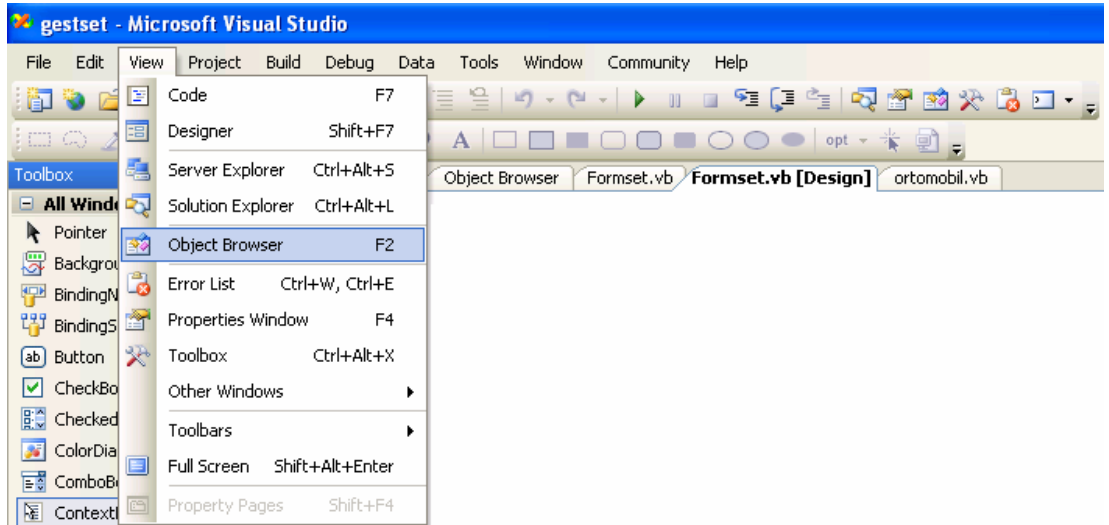 gestset - Microsoft Visual Studio
File Edit View Project Build Debug Data Tools Window Community Help
Code F7
Designer Shift+F7
A opt
Server Explorer Ctrl+Alt+S
Toolbox
Object Browser Formset.vb Formset.vb [Design] ortomobil.vb
All Wind
Solution Explorer Ctrl+Alt+L
Pointer
Object Browser F2
Backgrou
Error List Ctrl+W, Ctrl+E
BindingN
Properties Window F4
BindingS
ab Button
Toolbox Ctrl+Alt+X
CheckBo
Other Windows
Checked
Toolbars
ColorDia
Full Screen Shift+Alt+Enter
ComboB
Property Pages Shift+F4
Context